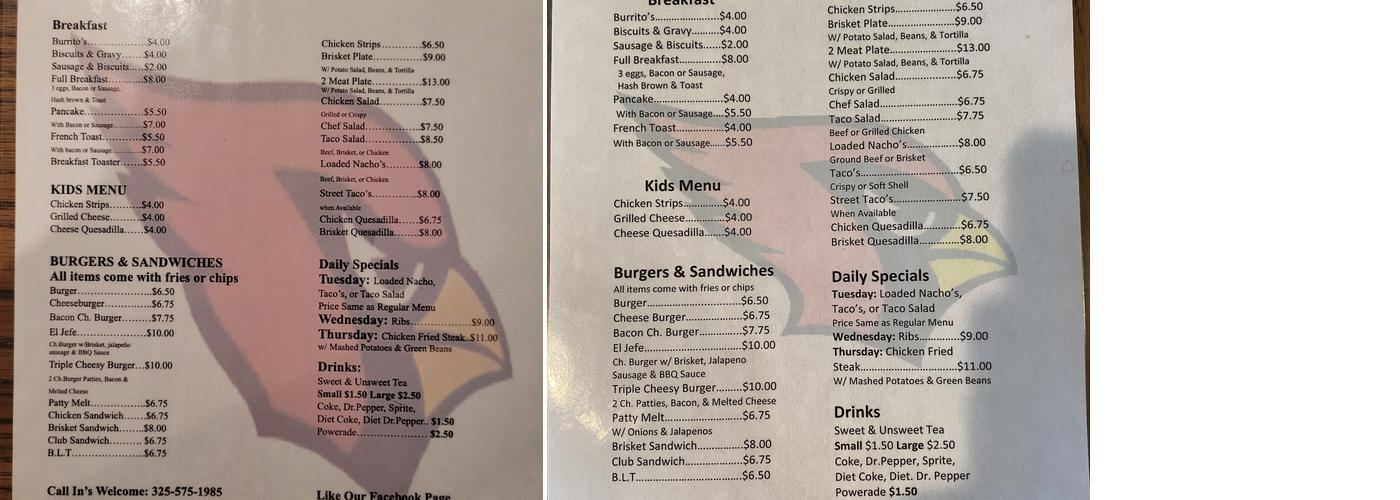 Breakfast
Burrito's..............$4.00
Biscuits & Gravy......$4.00
Sausage & Biscuits....$2.00
Full Breakfast.........$8.00
3 eggs, Bacon or Sausage,
Hash brown & Toast
Pancake................$5.50
With Bacon or Sausage..........$7.00
French Toast...........$5.50
With bacon or Sausage.........$7.00
Breakfast Toaster......$5.50
KIDS MENU
Chicken Strips.........$4.00
Grilled Cheese.........$4.00
Cheese Quesadilla.....$4.00
BURGERS & SANDWICHES
All items come with fries or chips
Burger.....................$6.50
Cheeseburger..............$6.75
Bacon Ch. Burger........$7.75
El Jefe......................$10.00
Ch.Burger w/Brisket, jalapeño
sausage & BBQ Sauce
Triple Cheesy Burger...$10.00
2 Ch.Burger Patties, Bacon &
Melted Cheese
Patty Melt................$6.75
Chicken Sandwich......$6.75
Brisket Sandwich........$8.00
Club Sandwich..........$6.75
B.L.T.......................$6.75
Call In's Welcome: 325-575-1985
Chicken Strips............$6.50
Brisket Plate..............$9.00
W/ Potato Salad, Beans, & Tortilla
2 Meat Plate..............$13.00
W/ Potato Salad, Beans, & Tortilla
Chicken Salad............$7.50
Grilled or Crispy
Chef Salad................$7.50
Taco Salad................$8.50
Beef, Brisket, or Chicken
Loaded Nacho's..........$8.00
Beef, Brisket, or Chicken
Street Taco's.............$8.00
when Available
Chicken Quesadilla......$6.75
Brisket Quesadilla.......$8.00
Daily Specials
Tuesday: Loaded Nacho,
Taco's, or Taco Salad
Price Same as Regular Menu
Wednesday: Ribs....................$9.00
Thursday: Chicken Fried Steak..$11.00
w/ Mashed Potatoes & Green Beans
Drinks:
Sweet & Unsweet Tea
Small $1.50 Large $2.50
Coke, Dr.Pepper, Sprite,
Diet Coke, Diet Dr.Pepper.. $1.50
Powerade..................... $2.50
Like Our Facebook Page
Breakfast
Burrito's.......................$4.00
Biscuits & Gravy..........$4.00
Sausage & Biscuits......$2.00
Full Breakfast..............$8.00
3 eggs, Bacon or Sausage,
Hash Brown & Toast
Pancake........................$4.00
With Bacon or Sausage....$5.50
French Toast................$4.00
With Bacon or Sausage.....$5.50
Kids Menu
Chicken Strips.............$4.00
Grilled Cheese.............$4.00
Cheese Quesadilla.......$4.00
Burgers & Sandwiches
All items come with fries or chips
Burger...........................$6.50
Cheese Burger..............$6.75
Bacon Ch. Burger.........$7.75
El Jefe............................$10.00
Ch. Burger w/ Brisket, Jalapeno
Sausage & BBQ Sauce
Triple Cheesy Burger........$10.00
2 Ch. Patties, Bacon, & Melted Cheese
Patty Melt......................$6.75
W/ Onions & Jalapenos
Brisket Sandwich..........$8.00
Club Sandwich..............$6.75
B.L.T...............................$6.50
Chicken Strips....................$6.50
Brisket Plate......................$9.00
W/ Potato Salad, Beans, & Tortilla
2 Meat Plate......................$13.00
W/ Potato Salad, Beans, & Tortilla
Chicken Salad....................$6.75
Crispy or Grilled
Chef Salad.........................$6.75
Taco Salad.........................$7.75
Beef or Grilled Chicken
Loaded Nacho's................$8.00
Ground Beef or Brisket
Taco's................................$6.50
Crispy or Soft Shell
Street Taco's.....................$7.50
When Available
Chicken Quesadilla...........$6.75
Brisket Quesadilla.............$8.00
Daily Specials
Tuesday: Loaded Nacho's,
Taco's, or Taco Salad
Price Same as Regular Menu
Wednesday: Ribs.............$9.00
Thursday: Chicken Fried
Steak..................................$11.00
W/ Mashed Potatoes & Green Beans
Drinks
Sweet & Unsweet Tea
Small $1.50 Large $2.50
Coke, Dr.Pepper, Sprite,
Diet Coke, Diet. Dr. Pepper
Powerade $1.50